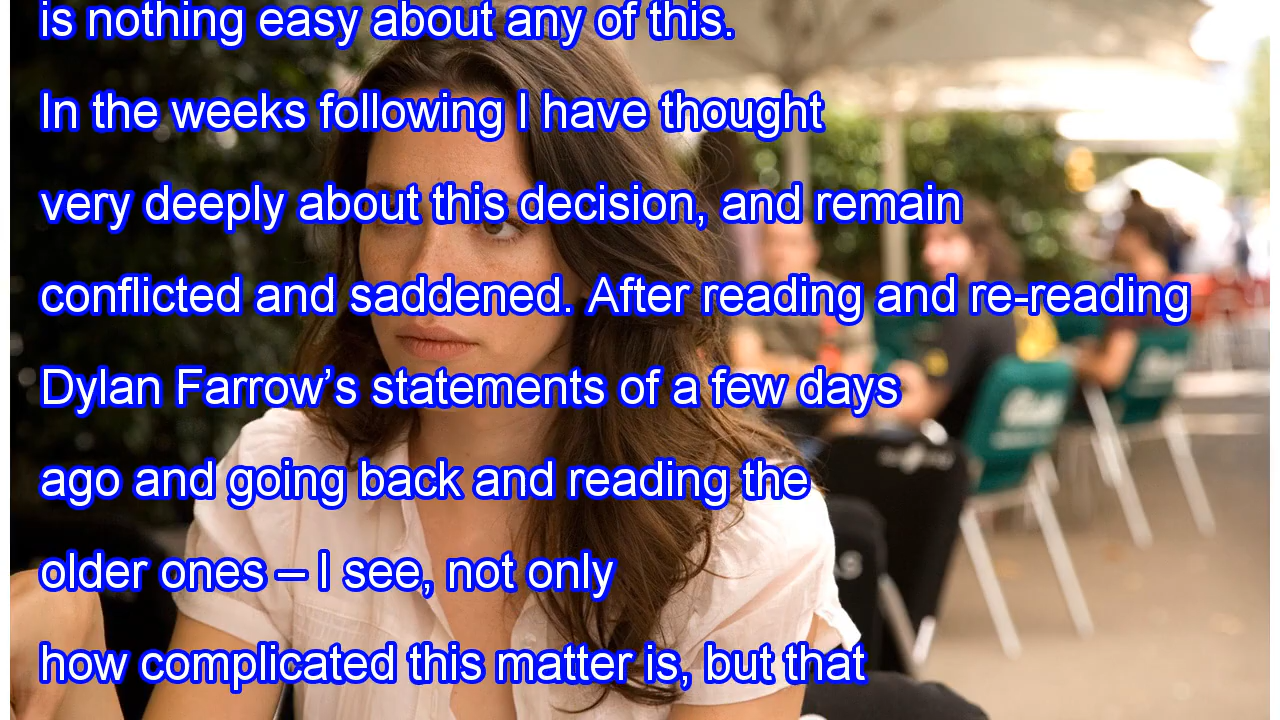 is nothing easy about any of this.
In the weeks following I have thought
very deeply about this decision, and remain
conflicted and saddened. After reading and re-reading
Dylan Farrow’s statements of a few days
ago and going back and reading the
older ones – I see, not only
how complicated this matter is, but that